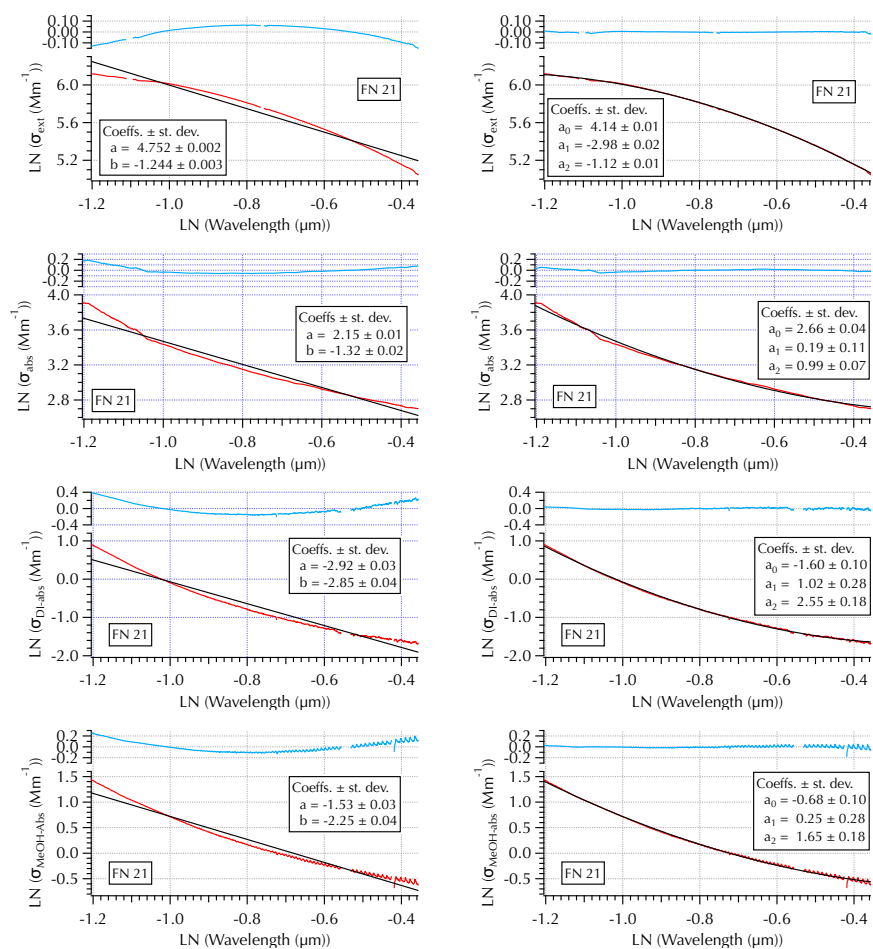 0.10
0.00
-0.10
6.0
5.6
5.2
LN (σext (Mm-1))
FN 21
Coeffs. ± st. dev.
a = 4.752 ± 0.002
b = -1.244 ± 0.003
-1.2 -1.0 -0.8 -0.6 -0.4
LN (Wavelength (µm))
0.10
0.00
-0.10
6.0
5.6
5.2
LN (σext (Mm-1))
FN 21
Coeffs. ± st. dev.
a0 = 4.14 ± 0.01
a1 = -2.98 ± 0.02
a2 = -1.12 ± 0.01
-1.2 -1.0 -0.8 -0.6 -0.4
LN (Wavelength (µm))
0.2
0.0
-0.2
4.0
3.6
3.2
2.8
LN (σabs (Mm-1))
Coeffs ± st. dev.
a = 2.15 ± 0.01
b = -1.32 ± 0.02
FN 21
-1.2 -1.0 -0.8 -0.6 -0.4
LN (Wavelength (µm))
0.2
0.0
-0.2
4.0
3.6
3.2
2.8
LN (σabs (Mm-1))
Coeffs ± st. dev.
a0 = 2.66 ± 0.04
a1 = 0.19 ± 0.11
a2 = 0.99 ± 0.07
FN 21
-1.2 -1.0 -0.8 -0.6 -0.4
LN (Wavelength (µm))
0.4
0.0
-0.4
1.0
0.0
-1.0
-2.0
LN (σDI-abs (Mm-1))
Coeffs. ± st. dev.
a = -2.92 ± 0.03
b = -2.85 ± 0.04
FN 21
-1.2 -1.0 -0.8 -0.6 -0.4
LN (Wavelength (µm))
0.4
0.0
-0.4
1.0
0.0
-1.0
-2.0
LN (σDI-abs (Mm-1))
Coeffs. ± st. dev.
a0 = -1.60 ± 0.10
a1 = 1.02 ± 0.28
a2 = 2.55 ± 0.18
FN 21
-1.2 -1.0 -0.8 -0.6 -0.4
LN (Wavelength (µm))
0.2
0.0
-0.2
1.5
1.0
0.5
0.0
-0.5
LN (σMeOH-Abs (Mm-1))
Coeffs. ± st. dev.
a = -1.53 ± 0.03
b = -2.25 ± 0.04
FN 21
-1.2 -1.0 -0.8 -0.6 -0.4
LN (Wavelength (µm))
0.2
0.0
-0.2
1.5
1.0
0.5
0.0
-0.5
LN (σMeOH-Abs (Mm-1))
Coeffs. ± st. dev.
a0 = -0.68 ± 0.10
a1 = 0.25 ± 0.28
a2 = 1.65 ± 0.18
FN 21
-1.2 -1.0 -0.8 -0.6 -0.4
LN (Wavelength (µm))